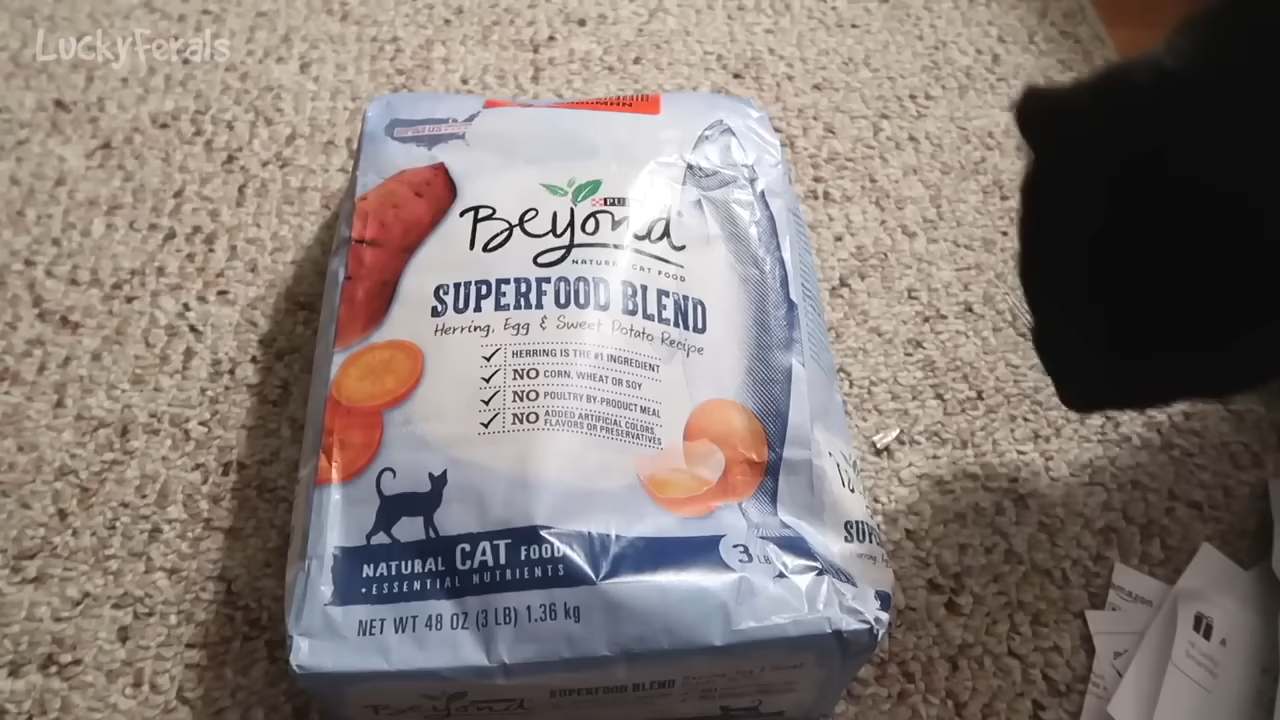 LuckyFerals
Beyond
NATURAL CAT FOOD
SUPERFOOD BLEND
Herring, Egg & Sweet Potato Recipe
HERRING IS THE #1 INGREDIENT
NO CORN, WHEAT OR SOY
NO POULTRY BY-PRODUCT MEAL
NO ADDED ARTIFICIAL COLORS,
FLAVORS OR PRESERVATIVES
NATURAL CAT FOOD
+ ESSENTIAL NUTRIENTS
3 LB
NET WT 48 OZ (3 LB) 1.36 kg
Beyond
SUPERFOOD BLEND
amazon